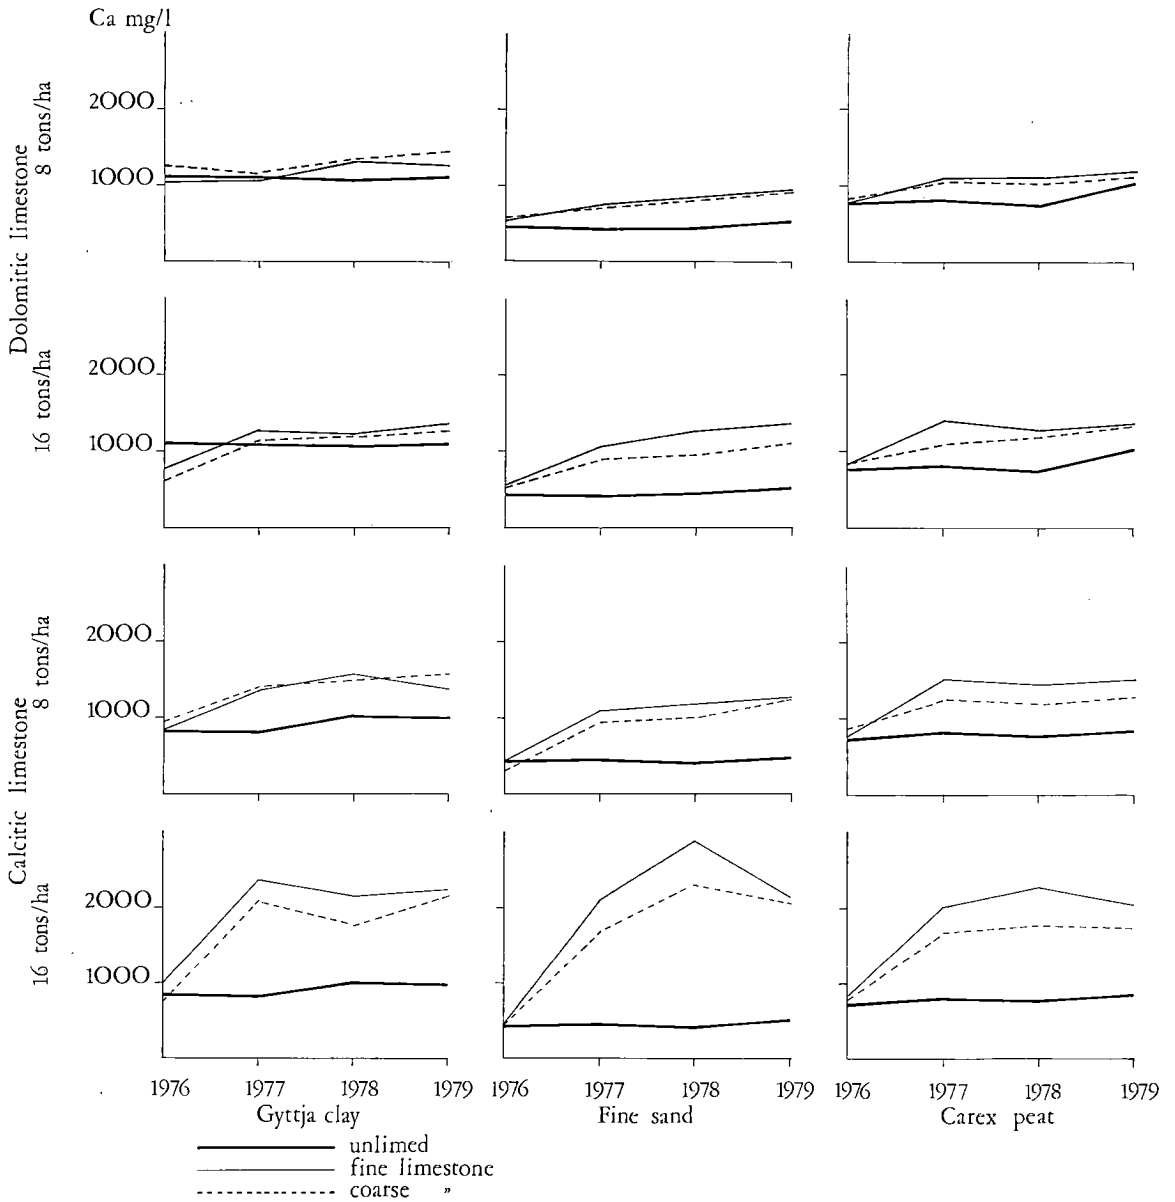 Ca mg/l
Dolomitic limestone
8 tons/ha
2000
1000
16 tons/ha
2000
1000
Calcitic limestone
8 tons/ha
2000
1000
16 tons/ha
2000
1000
1976 1977 1978 1979 1976 1977 1978 1979 1976 1977 1978 1979
Gyttja clay Fine sand Carex peat
unlimed
fine limestone
coarse „